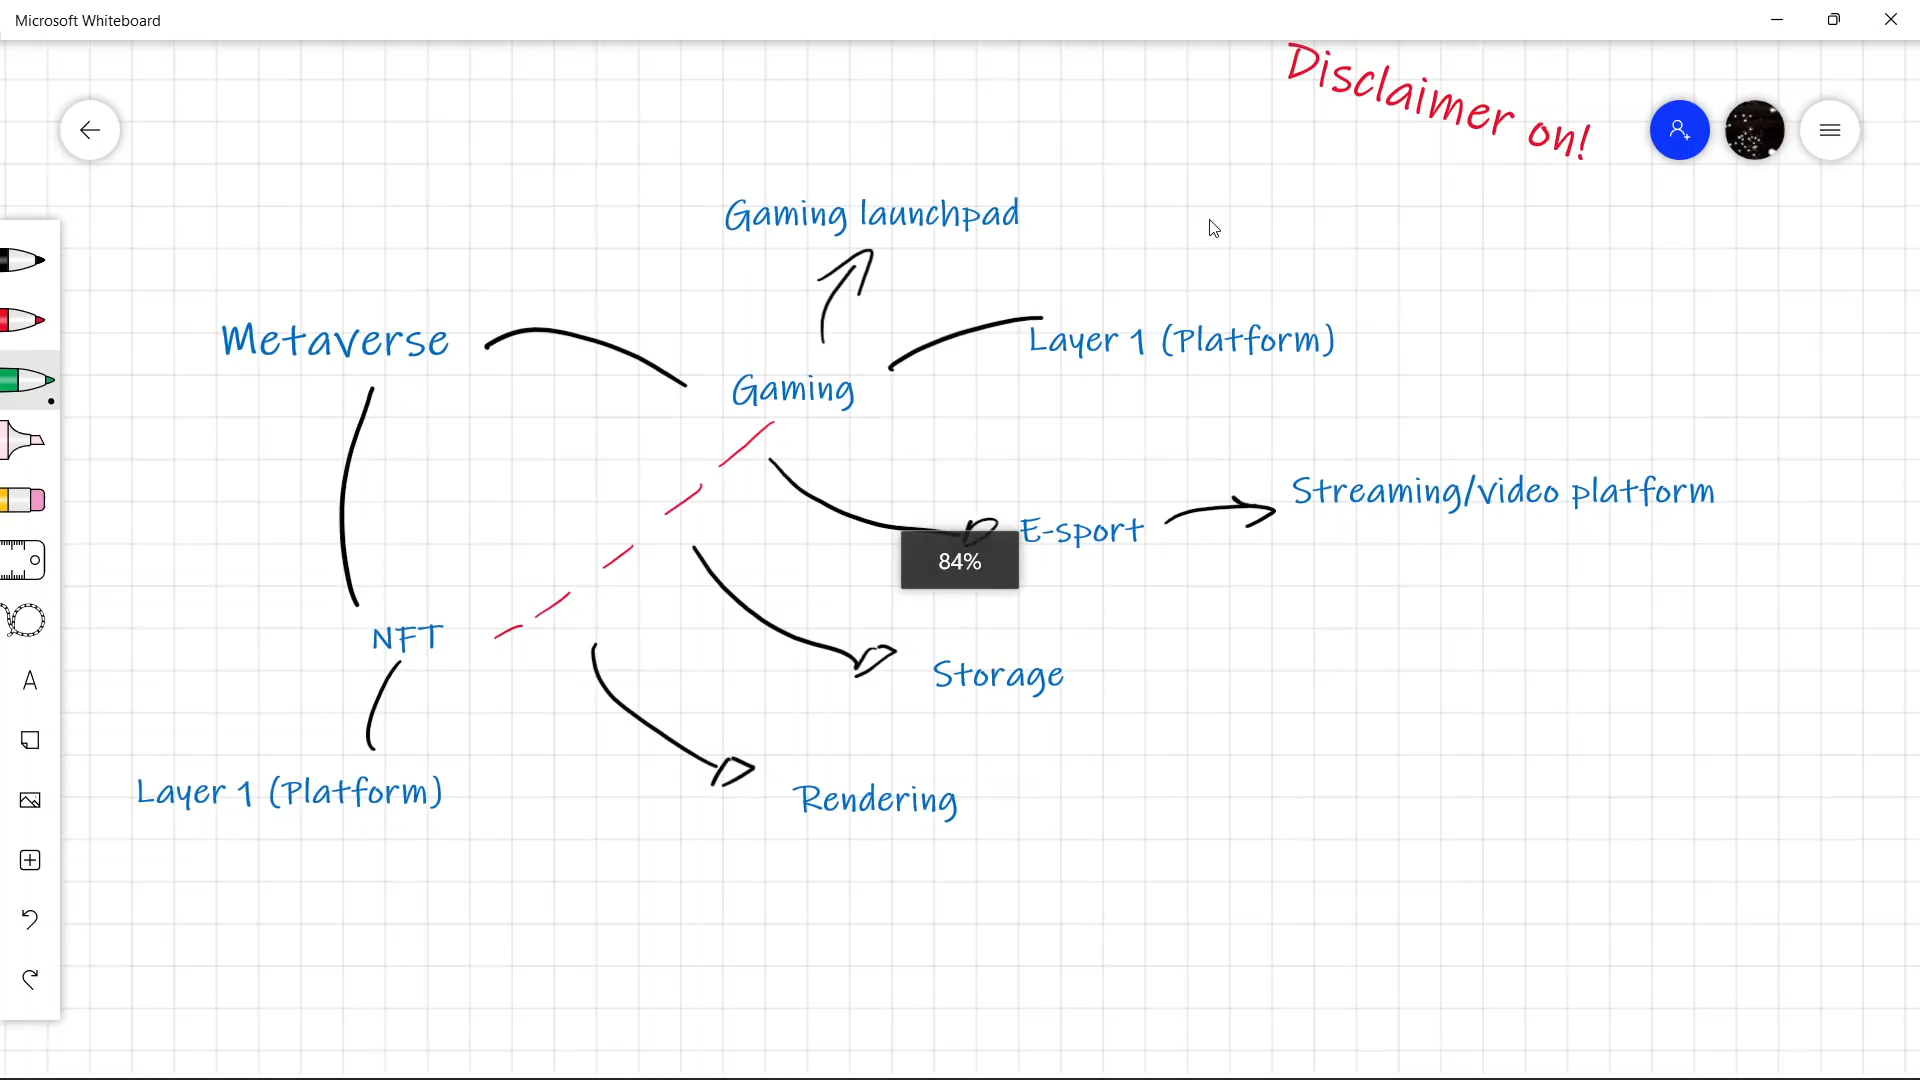 Microsoft Whiteboard
Disclaimer on!
Gaming launchpad
Metaverse
Layer 1 (Platform)
Gaming
Streaming/video platform
E-sport
84%
NFT
Storage
Layer 1 (Platform)
Rendering
A